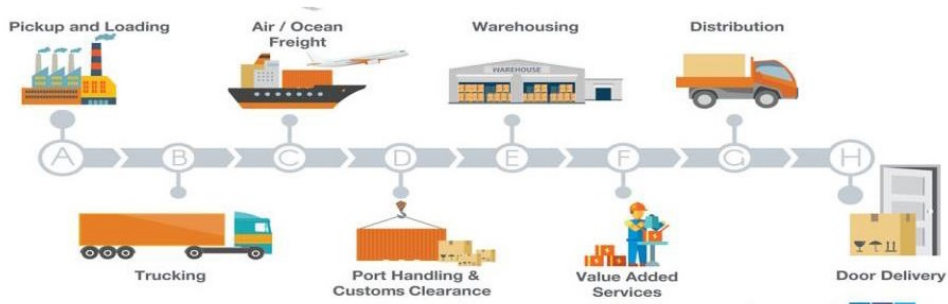 Pickup and Loading
Air / Ocean
Freight
Warehousing
Distribution
WAREHOUSE
A
B
C
D
E
F
G
H
Trucking
Port Handling &
Customs Clearance
Value Added
Services
Door Delivery